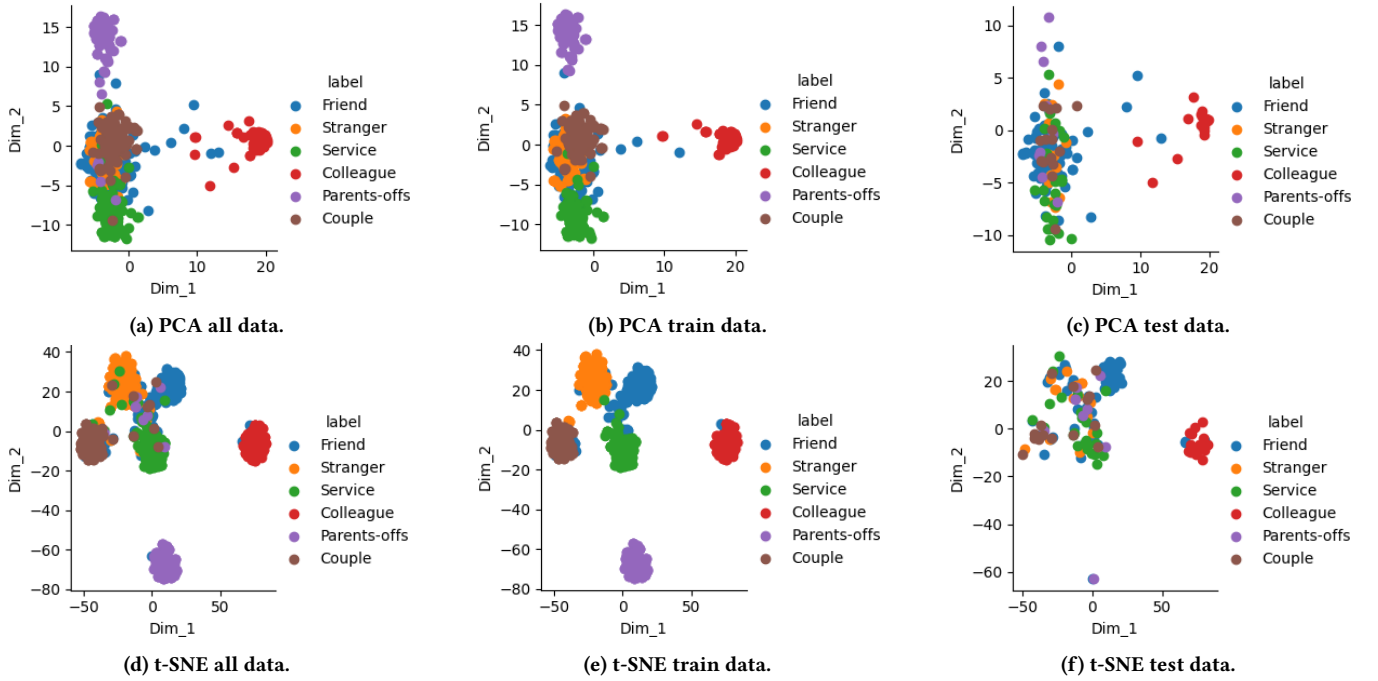 15
10
5
0
−5
−10
Dim_2
0
10
20
Dim_1
label
Friend
Stranger
Service
Colleague
Parents-offs
Couple
(a) PCA all data.
15
10
5
0
−5
−10
Dim_2
0
10
20
Dim_1
label
Friend
Stranger
Service
Colleague
Parents-offs
Couple
(b) PCA train data.
10
5
0
−5
−10
Dim_2
0
10
20
Dim_1
label
Friend
Stranger
Service
Colleague
Parents-offs
Couple
(c) PCA test data.
40
20
0
−20
−40
−60
−80
Dim_2
−50
0
50
Dim_1
label
Friend
Stranger
Service
Colleague
Parents-offs
Couple
(d) t-SNE all data.
40
20
0
−20
−40
−60
−80
Dim_2
−50
0
50
Dim_1
label
Friend
Stranger
Service
Colleague
Parents-offs
Couple
(e) t-SNE train data.
20
0
−20
−40
−60
Dim_2
−50
0
50
Dim_1
label
Friend
Stranger
Service
Colleague
Parents-offs
Couple
(f) t-SNE test data.